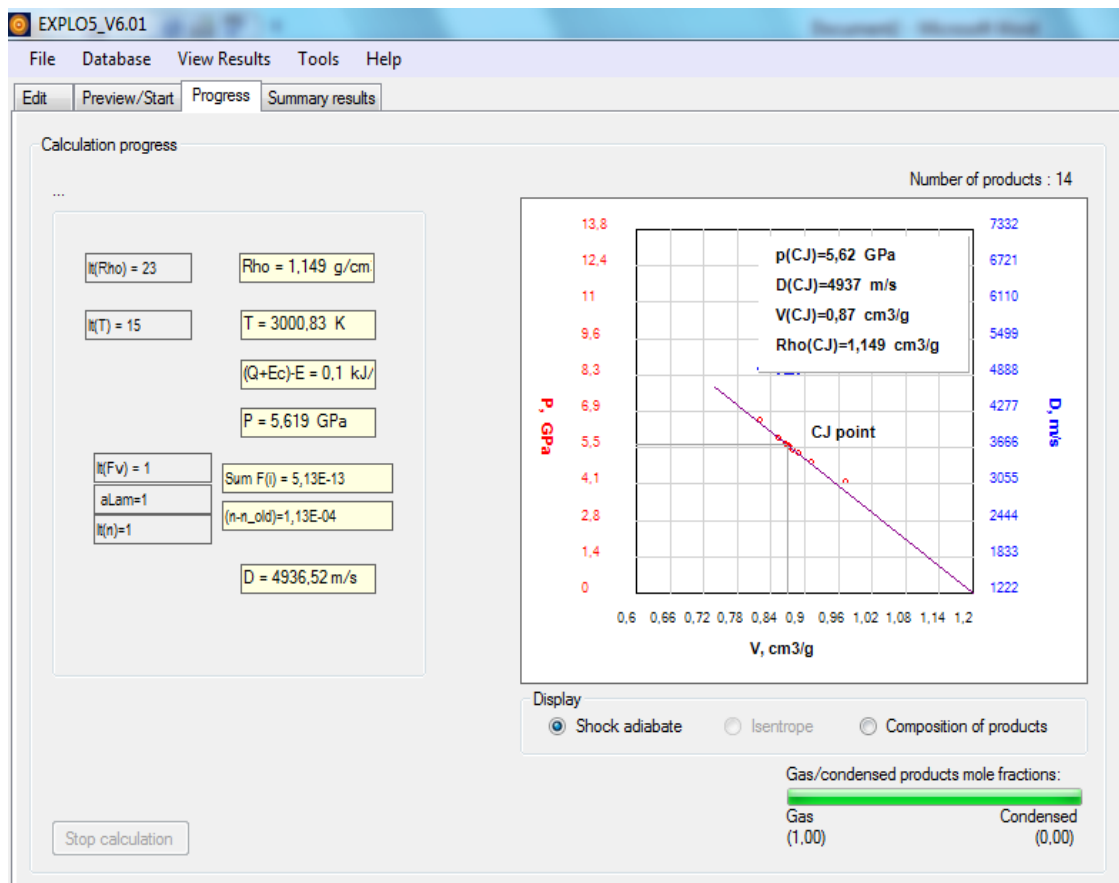 EXPLO5_V6.01
File Database View Results Tools Help
Edit Preview/Start Progress Summary results
Calculation progress
...
Number of products : 14
It(Rho) = 23
Rho = 1,149 g/cm
It(T) = 15
T = 3000,83 K
(Q+Ec)-E = 0,1 kJ/
P = 5,619 GPa
It(Fv) = 1
aLam=1
It(n)=1
Sum F(i) = 5,13E-13
(n-n_old)=1,13E-04
D = 4936,52 m/s
p(CJ)=5,62 GPa
D(CJ)=4937 m/s
V(CJ)=0,87 cm3/g
Rho(CJ)=1,149 cm3/g
CJ point
P, GPa
13,8
12,4
11
9,6
8,3
6,9
5,5
4,1
2,8
1,4
0
7332
6721
6110
5499
4888
4277
3666
3055
2444
1833
1222
D, m/s
0,6 0,66 0,72 0,78 0,84 0,9 0,96 1,02 1,08 1,14 1,2
V, cm3/g
Display
Shock adiabate Isentrope Composition of products
Gas/condensed products mole fractions:
Gas Condensed
(1,00) (0,00)
Stop calculation